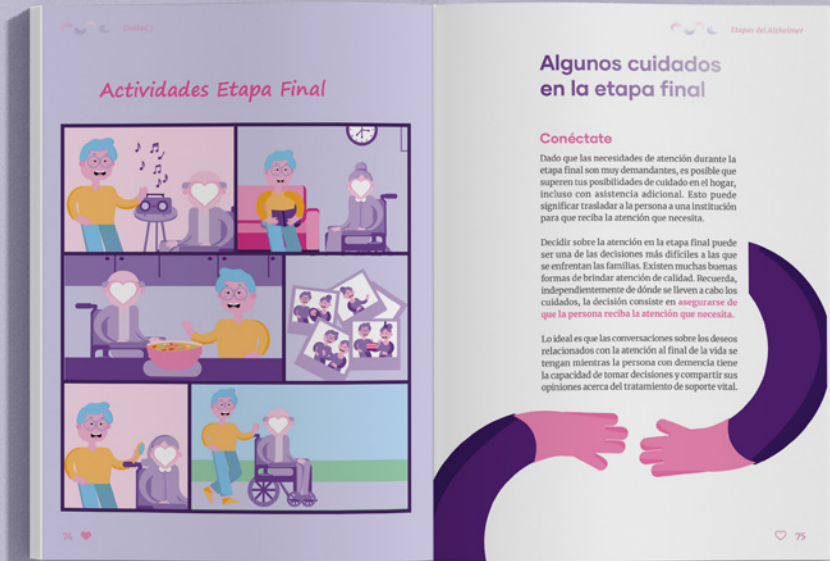 Unidad 2
Actividades Etapa Final
74
Etapas del Alzheimer
Algunos cuidados
en la etapa final
Conéctate
Dado que las necesidades de atención durante la
etapa final son muy demandantes, es posible que
superen tus posibilidades de cuidado en el hogar,
incluso con asistencia adicional. Esto puede
significar trasladar a la persona a una institución
para que reciba la atención que necesita.
Decidir sobre la atención en la etapa final puede
ser una de las decisiones más difíciles a las que
se enfrentan las familias. Existen muchas buenas
formas de brindar atención de calidad. Recuerda,
independientemente de dónde se lleven a cabo los
cuidados, la decisión consiste en asegurarse de
que la persona reciba la atención que necesita.
Lo ideal es que las conversaciones sobre los deseos
relacionados con la atención al final de la vida se
tengan mientras la persona con demencia tiene
la capacidad de tomar decisiones y compartir sus
opiniones acerca del tratamiento de soporte vital.
75